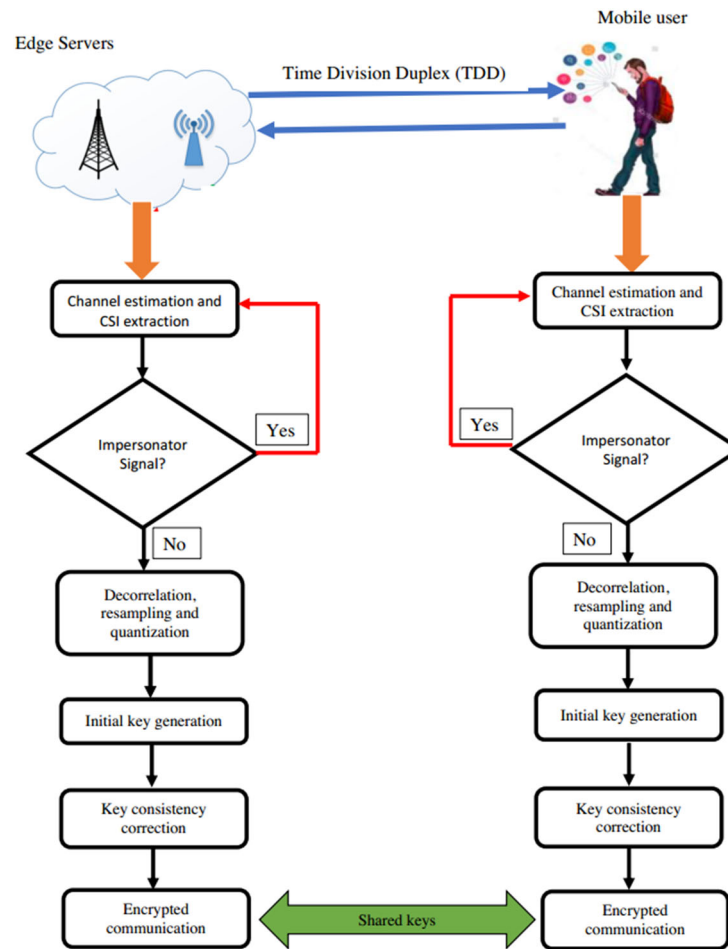 Mobile user
Edge Servers
Time Division Duplex (TDD)
Channel estimation and
CSI extraction
Impersonator
Signal?
Yes
No
Decorrelation,
resampling and
quantization
Initial key generation
Key consistency
correction
Encrypted
communication
Shared keys
Channel estimation and
CSI extraction
Yes
Impersonator
Signal?
No
Decorrelation,
resampling and
quantization
Initial key generation
Key consistency
correction
Encrypted
communication